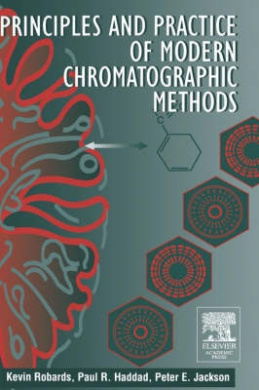 PRINCIPLES AND PRACTICE
OF MODERN
CHROMATOGRAPHIC
METHODS
ELSEVIER
ACADEMIC
PRESS
Kevin Robards, Paul R. Haddad, Peter E. Jackson